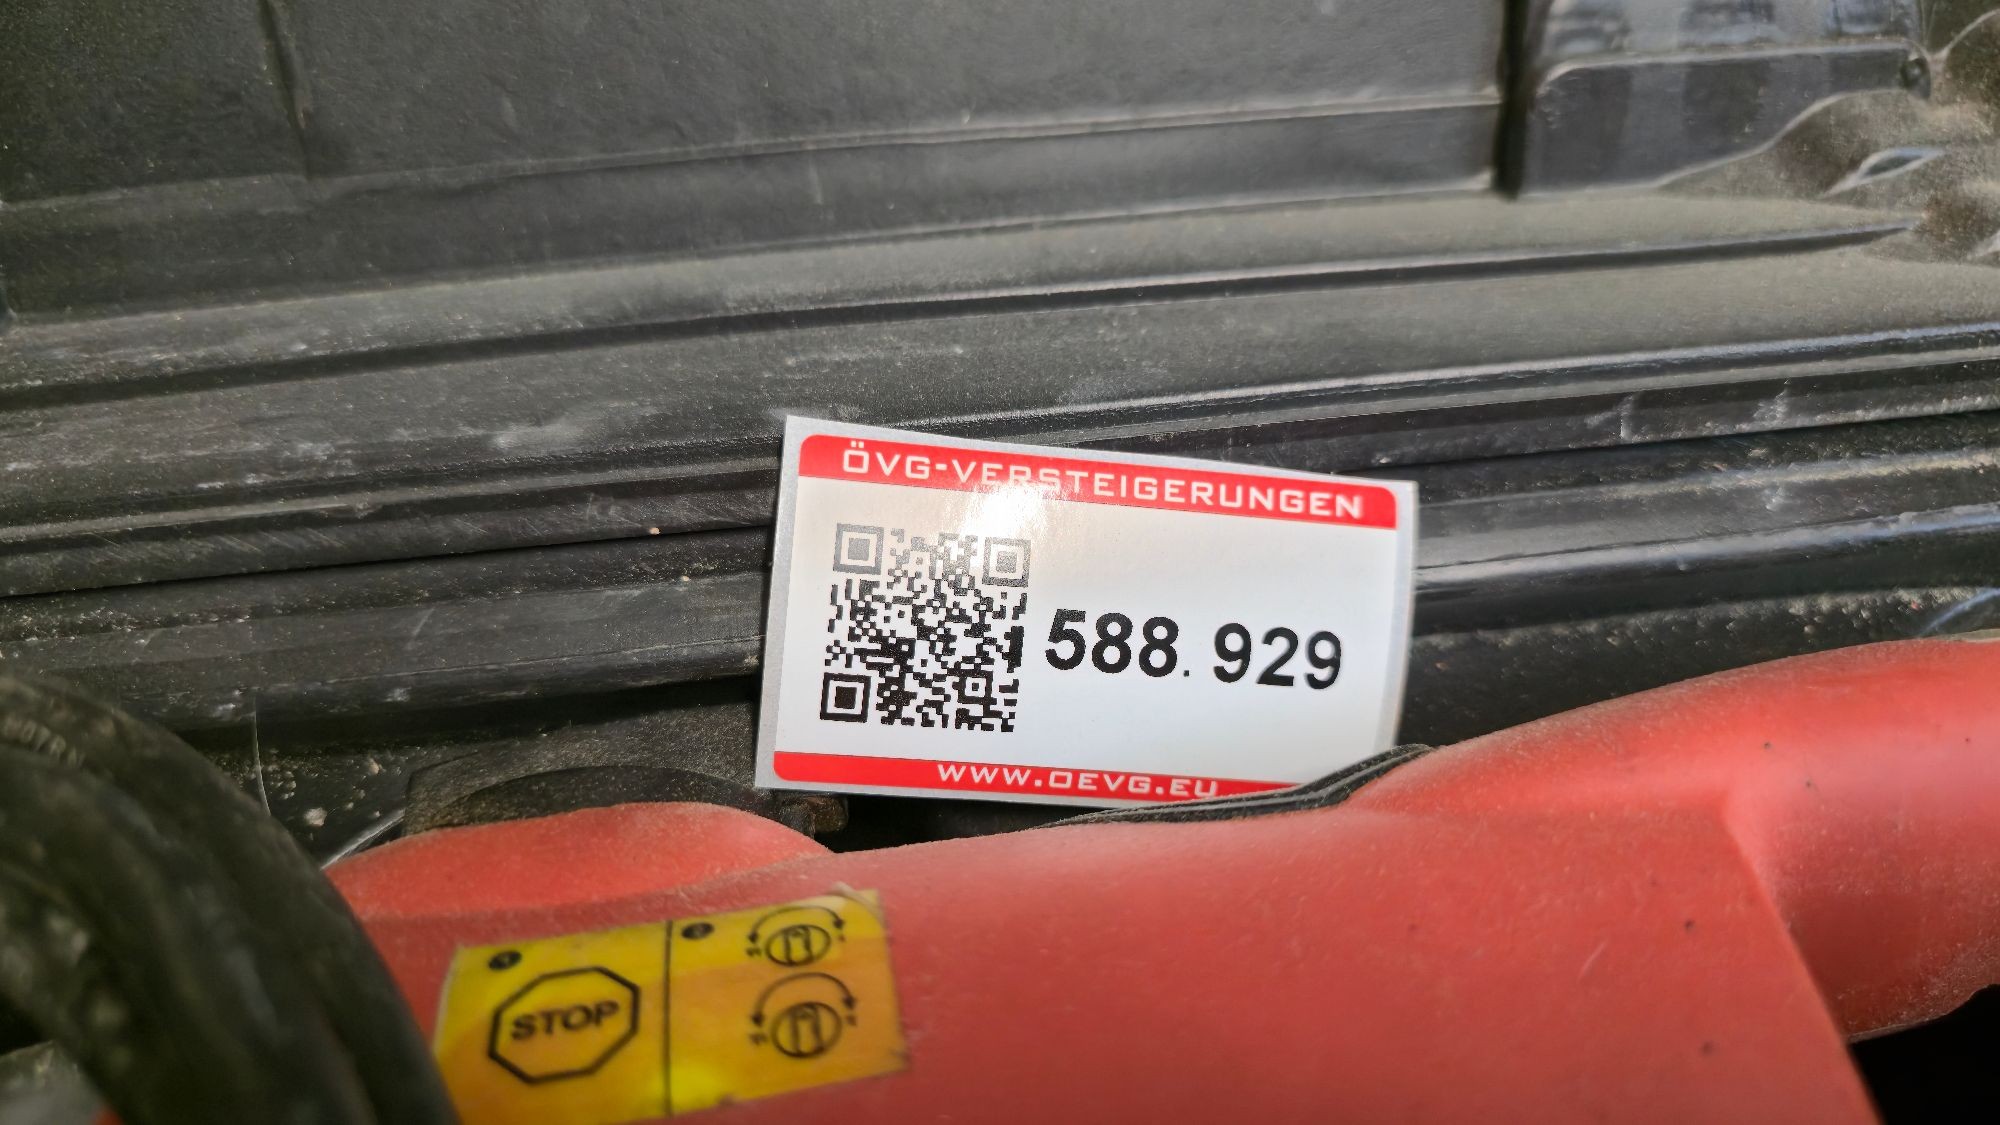 ÖVG-VERSTEIGERUNGEN
588.929
WWW.OEVG.EU
STOP